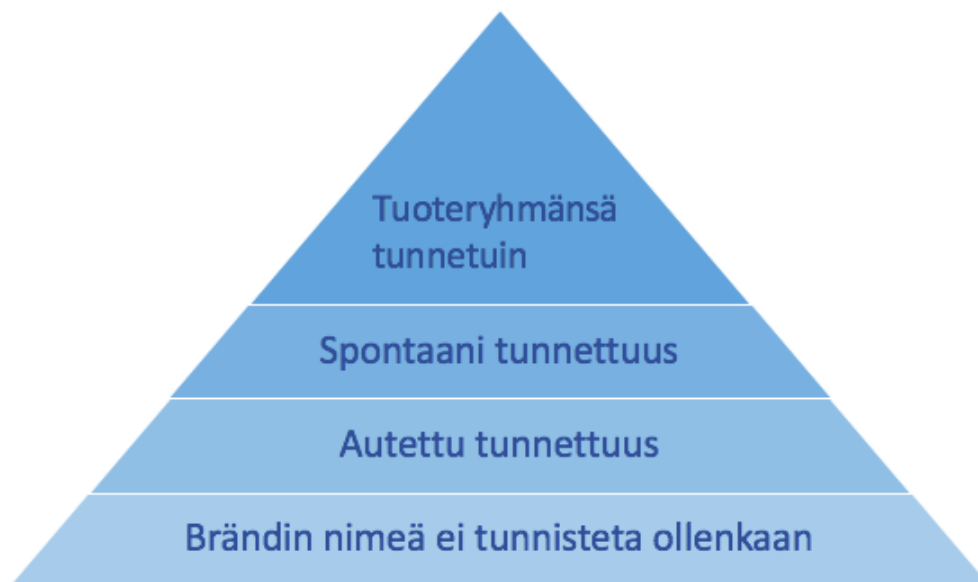 Tuoteryhmänsä
tunnetuin
Spontaani tunnettuus
Autettu tunnettuus
Brändin nimeä ei tunnisteta ollenkaan